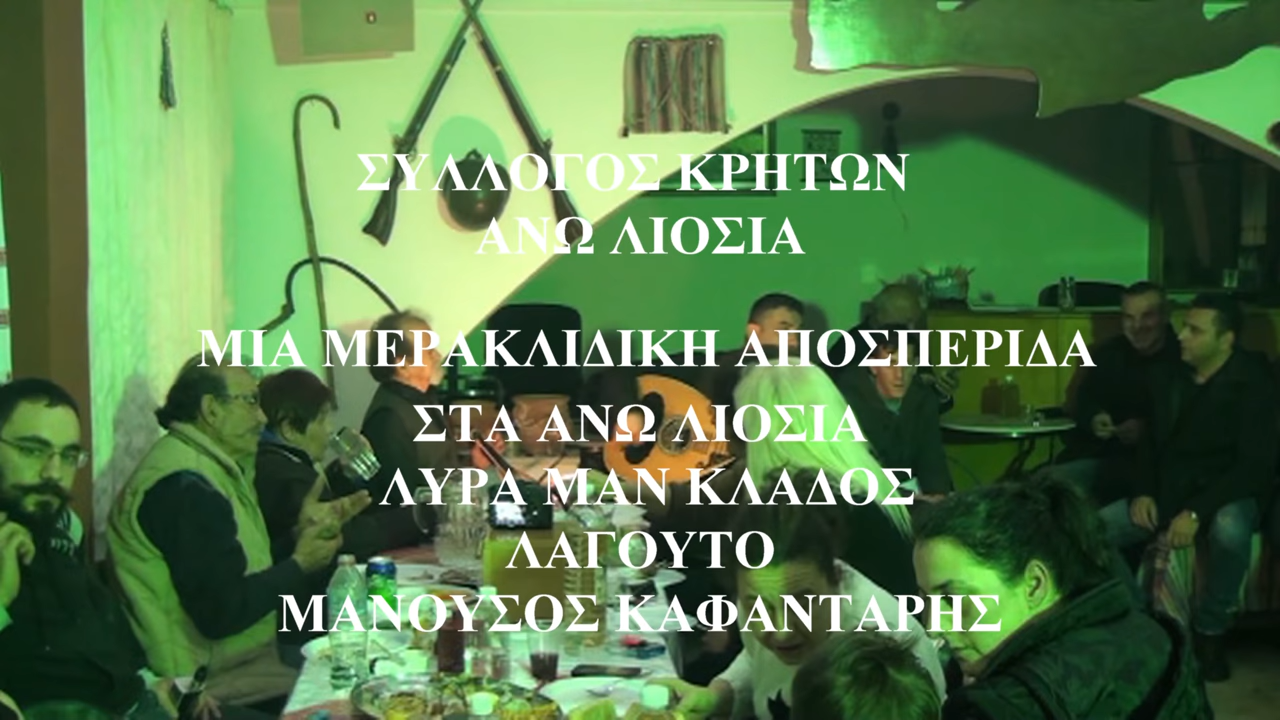 ΣΥΛΛΟΓΟΣ ΚΡΗΤΩΝ
ΑΝΩ ΛΙΟΣΙΑ
ΜΙΑ ΜΕΡΑΚΛΙΔΙΚΗ ΑΠΟΣΠΕΡΙΔΑ
ΣΤΑ ΑΝΩ ΛΙΟΣΙΑ
ΛΥΡΑ ΜΑΝ ΚΛΑΔΟΣ
ΛΑΓΟΥΤΟ
ΜΑΝΟΥΣΟΣ ΚΑΦΑΝΤΑΡΗΣ